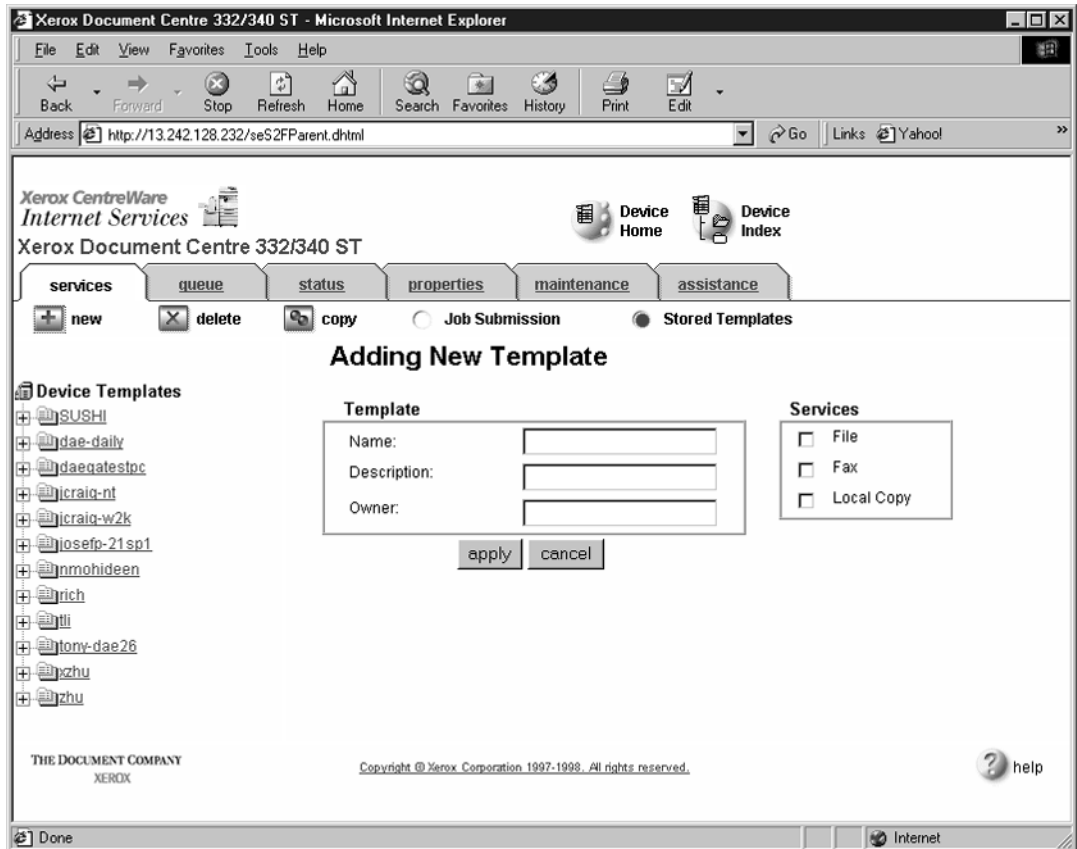 Xerox Document Centre 332/340 ST - Microsoft Internet Explorer
File Edit View Favorites Tools Help
Back Forward Stop Refresh Home Search Favorites History Print Edit
Address http://13.242.128.232/seS2FParent.dhtml Go Links Yahoo! »
Xerox CentreWare
Internet Services
Xerox Document Centre 332/340 ST
Device Home
Device Index
services queue status properties maintenance assistance
new delete copy Job Submission Stored Templates
Adding New Template
Device Templates
SUSHI
dae-daily
daeqatestpc
jcraig-nt
jcraig-w2k
josefp-21sp1
nmohideen
rich
tli
tony-dae26
xzhu
zhu
Template
Name:
Description:
Owner:
apply cancel
Services
File
Fax
Local Copy
THE DOCUMENT COMPANY
XEROX
Copyright © Xerox Corporation 1997-1998. All rights reserved.
? help
Done Internet